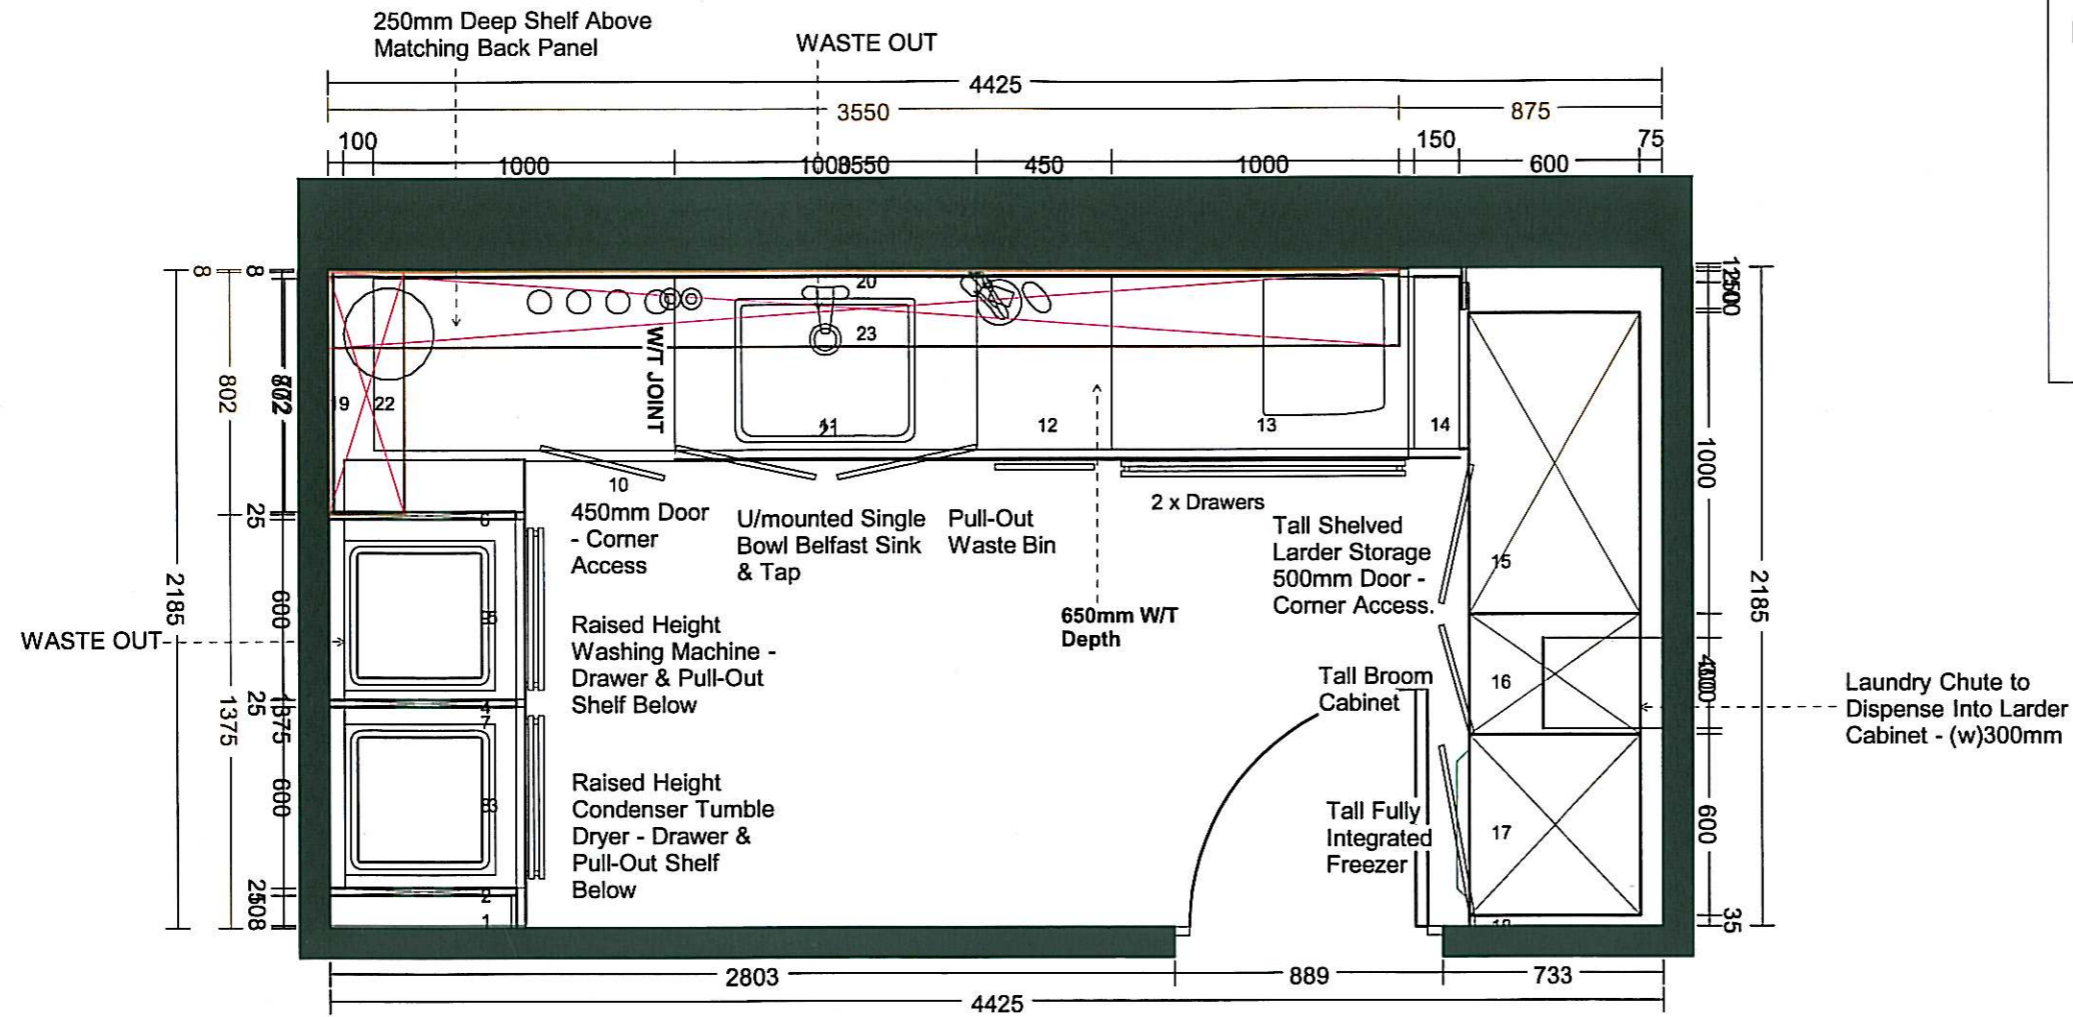 250mm Deep Shelf Above
Matching Back Panel
WASTE OUT
4425
3550
875
100
150
75
1000
3550
450
1000
600
8
8
802
2185
25
600
1375
25
600
25
20
23
W/T JOINT
19
22
11
21
12
13
14
10
450mm Door
- Corner
Access
U/mounted Single
Bowl Belfast Sink
& Tap
Pull-Out
Waste Bin
2 x Drawers
Tall Shelved
Larder Storage
500mm Door -
Corner Access.
15
1000
2185
6
Raised Height
Washing Machine -
Drawer & Pull-Out
Shelf Below
650mm W/T
Depth
WASTE OUT
Tall Broom
Cabinet
16
Laundry Chute to
Dispense Into Larder
Cabinet - (w)300mm
4
7
Raised Height
Condenser Tumble
Dryer - Drawer &
Pull-Out Shelf
Below
Tall Fully
Integrated
Freezer
17
600
2
1
35
2803
889
733
4425